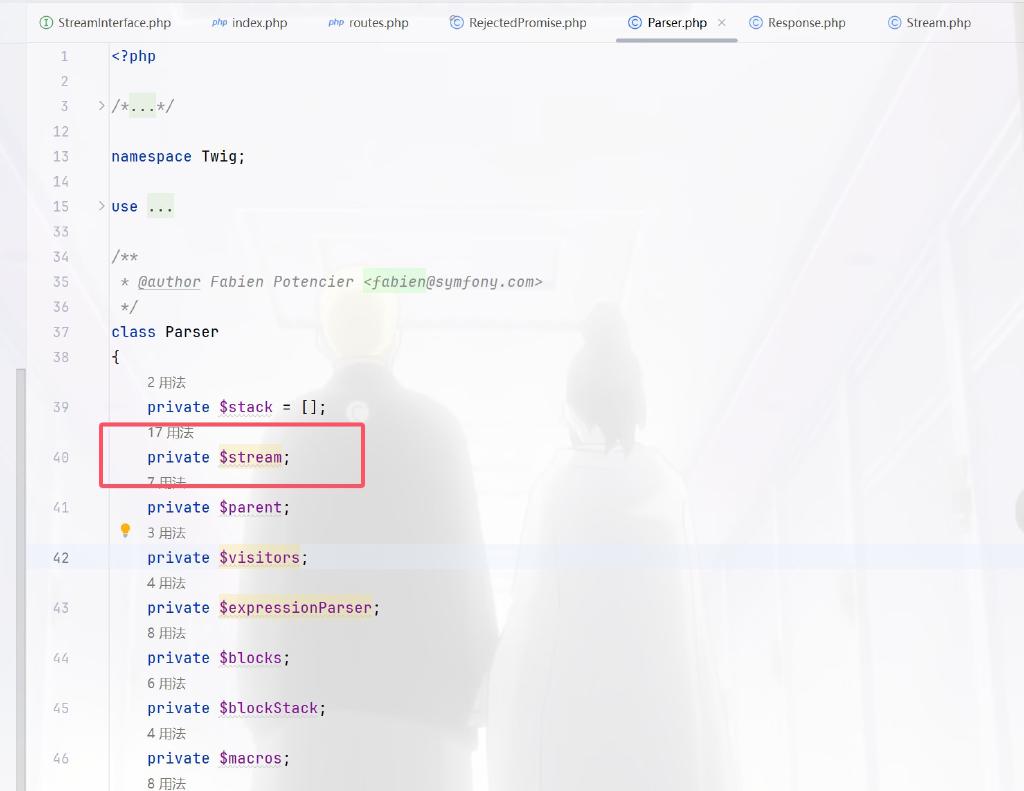 StreamInterface.php index.php routes.php RejectedPromise.php Parser.php Response.php Stream.php
1 <?php
2
3 /*...*/
12
13 namespace Twig;
14
15 use ...
33
34 /**
35 * @author Fabien Potencier <fabien@symfony.com>
36 */
37 class Parser
38 {
2 用法
39 private $stack = [];
17 用法
40 private $stream;
7 用法
41 private $parent;
3 用法
42 private $visitors;
4 用法
43 private $expressionParser;
8 用法
44 private $blocks;
6 用法
45 private $blockStack;
4 用法
46 private $macros;
8 用法